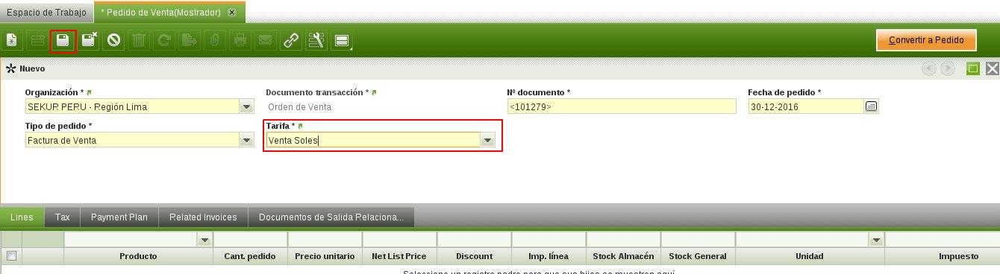 Espacio de Trabajo
* Pedido de Venta(Mostrador)
Convertir a Pedido
Nuevo
Organización *
Documento transacción *
Nº documento *
Fecha de pedido *
SEKUR PERU - Región Lima
Orden de Venta
<101279>
30-12-2016
Tipo de pedido *
Tarifa *
Factura de Venta
Venta Soles
Lines
Tax
Payment Plan
Related Invoices
Documentos de Salida Relaciona...
Producto
Cant. pedido
Precio unitario
Net List Price
Discount
Imp. línea
Stock Almacén
Stock General
Unidad
Impuesto
Seleccione un registro padre para que sus hijos se muestren aquí